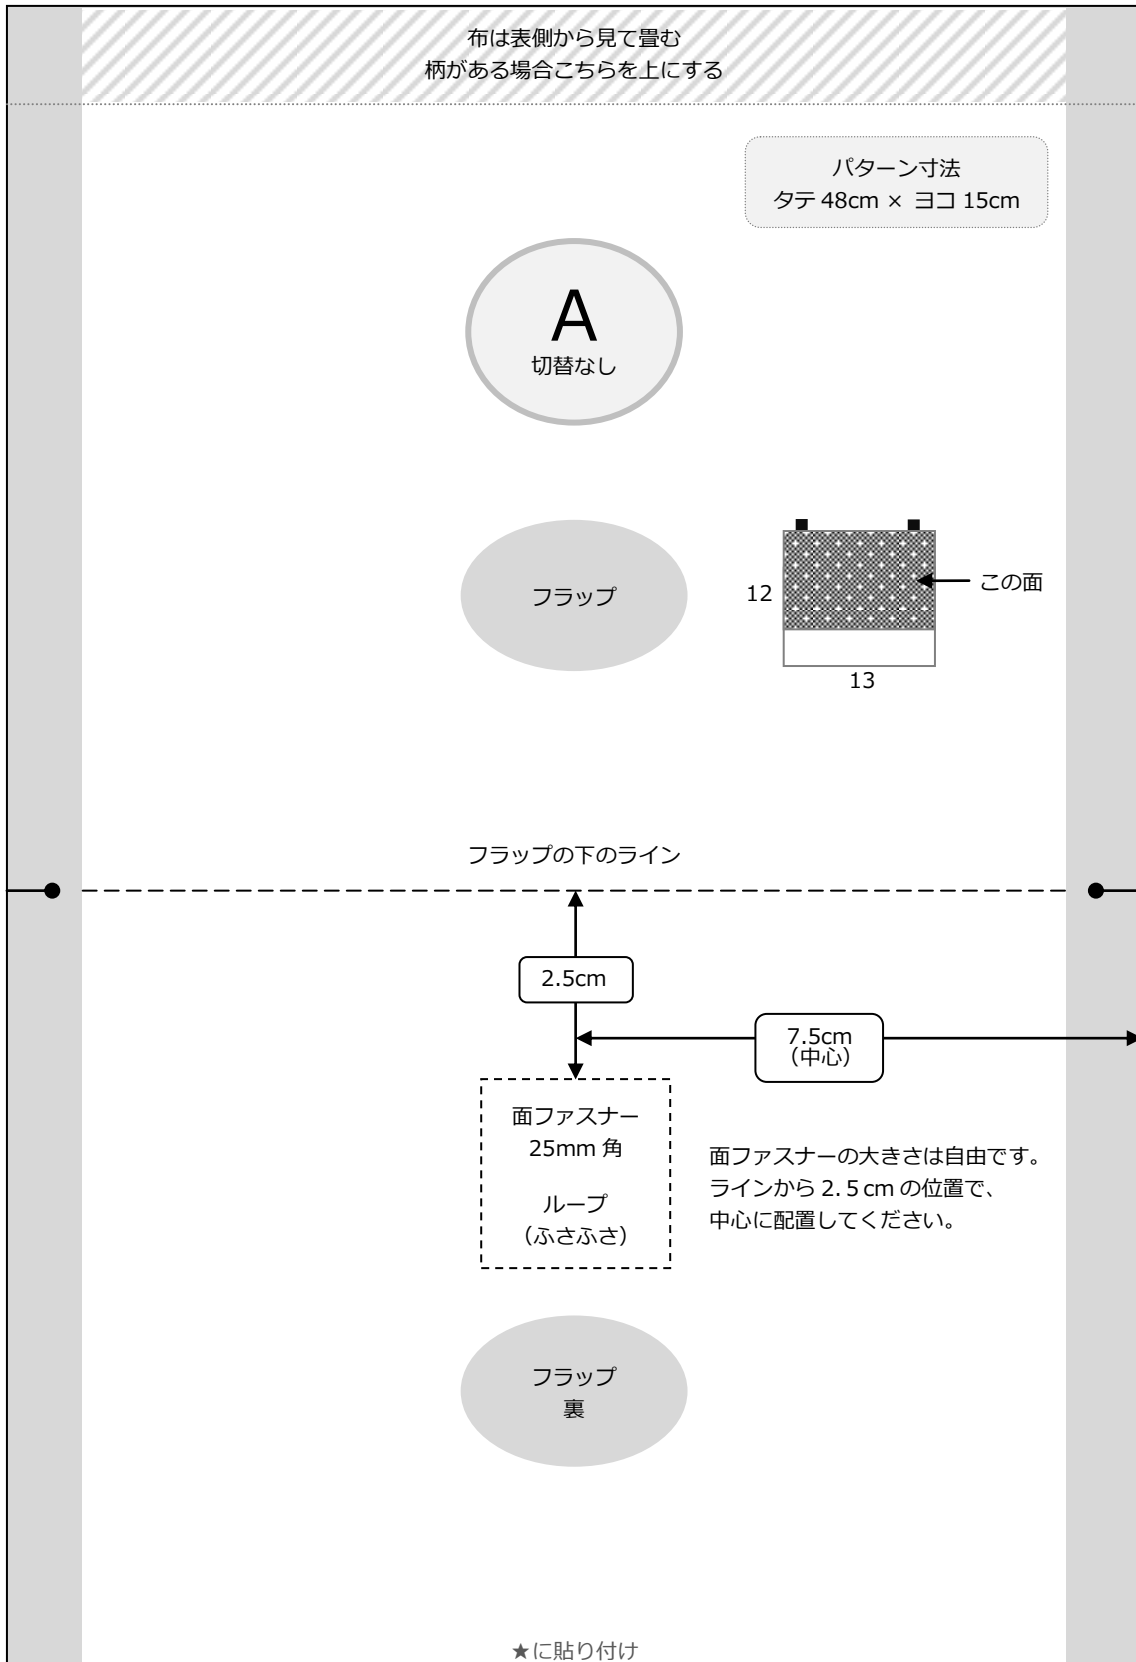 布は表側から見て畳む
柄がある場合こちらを上にする
パターン寸法
タテ 48cm × ヨコ 15cm
A
切替なし
フラップ
12
この面
13
フラップの下のライン
2.5cm
7.5cm
（中心）
面ファスナー
25mm 角
ループ
（ふさふさ）
面ファスナーの大きさは自由です。
ラインから 2.5cm の位置で、
中心に配置してください。
フラップ
裏
★に貼り付け